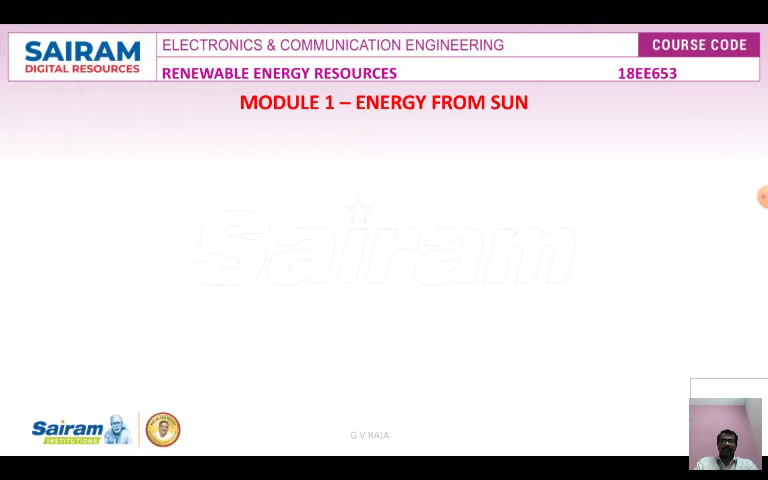 SAIRAM
DIGITAL RESOURCES
ELECTRONICS & COMMUNICATION ENGINEERING
COURSE CODE
RENEWABLE ENERGY RESOURCES
18EE653
MODULE 1 – ENERGY FROM SUN
Sairam
Sairam
INSTITUTIONS
G V RAJA